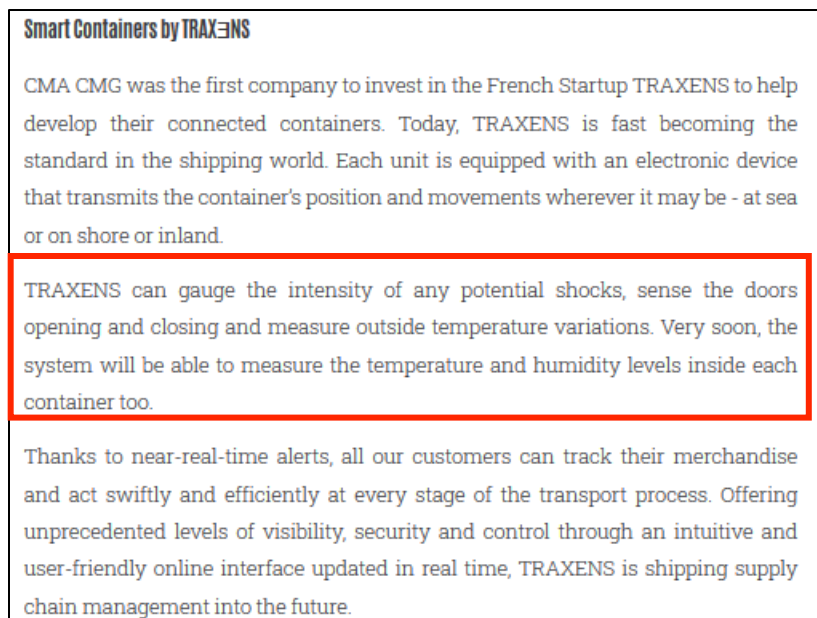 Smart Containers by TRAXƎNS
CMA CMG was the first company to invest in the French Startup TRAXENS to help
develop their connected containers. Today, TRAXENS is fast becoming the
standard in the shipping world. Each unit is equipped with an electronic device
that transmits the container's position and movements wherever it may be - at sea
or on shore or inland.
TRAXENS can gauge the intensity of any potential shocks, sense the doors
opening and closing and measure outside temperature variations. Very soon, the
system will be able to measure the temperature and humidity levels inside each
container too.
Thanks to near-real-time alerts, all our customers can track their merchandise
and act swiftly and efficiently at every stage of the transport process. Offering
unprecedented levels of visibility, security and control through an intuitive and
user-friendly online interface updated in real time, TRAXENS is shipping supply
chain management into the future.